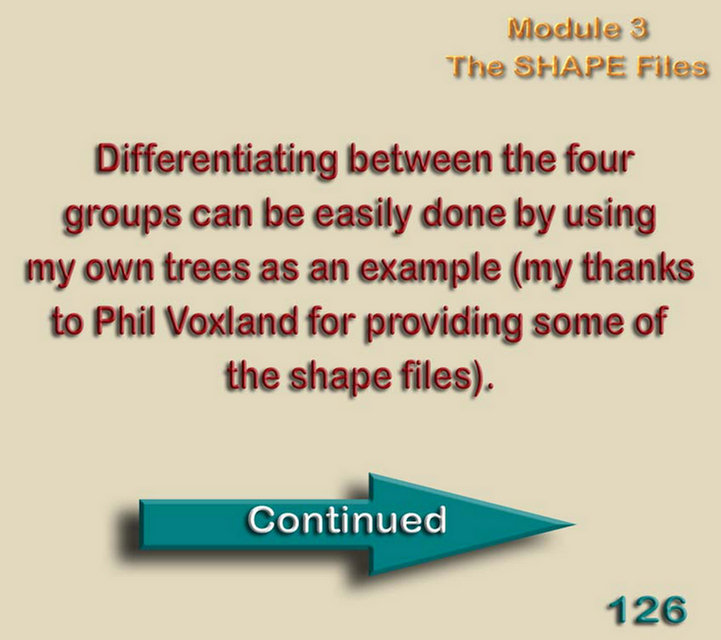 Module 3
The SHAPE Files
Differentiating between the four
groups can be easily done by using
my own trees as an example (my thanks
to Phil Voxland for providing some of
the shape files).
Continued
126